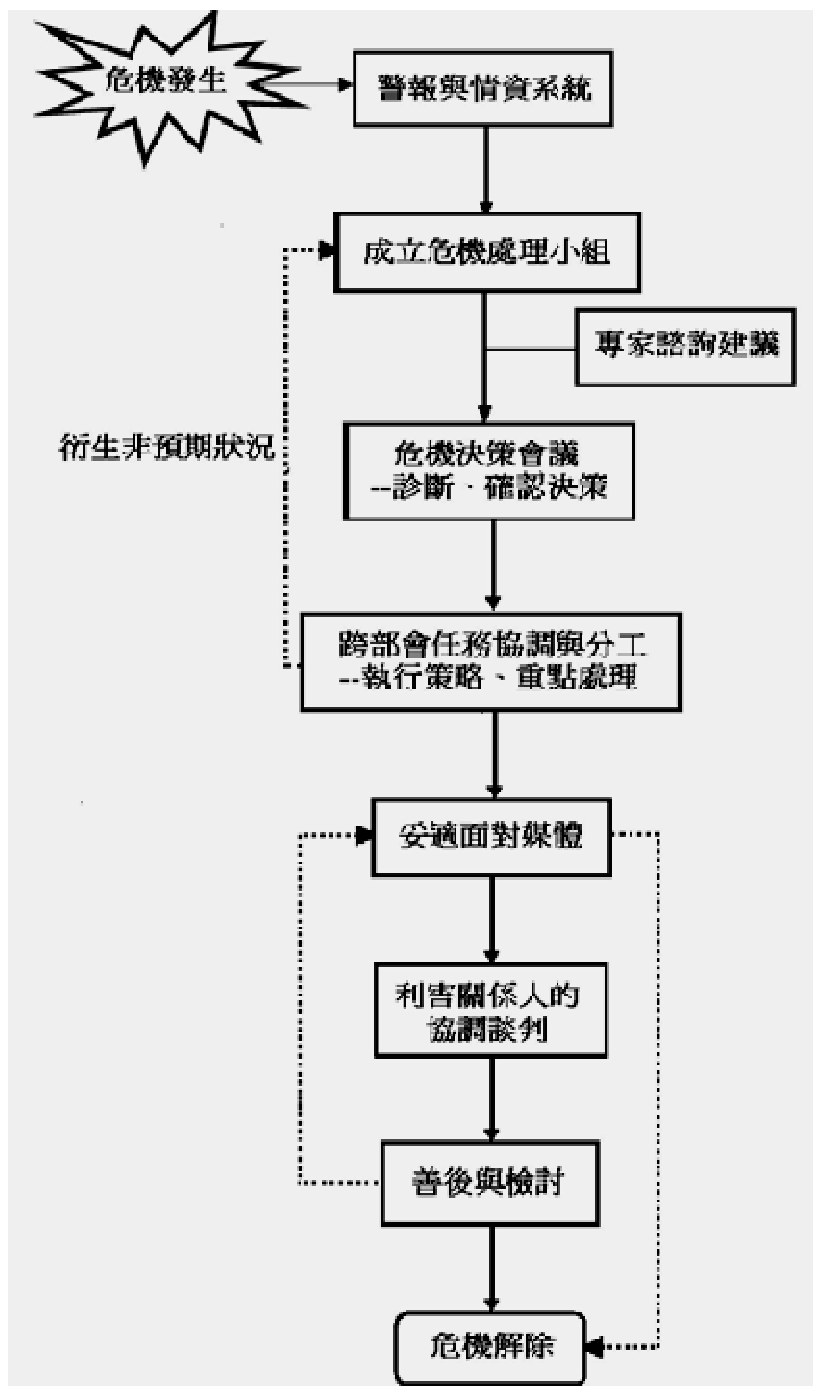 危機發生
警報與情資系統
成立危機處理小組
專家諮詢建議
衍生非預期狀況
危機決策會議
--診斷．確認決策
跨部會任務協調與分工
--執行策略、重點處理
妥適面對媒體
利害關係人的
協調談判
善後與檢討
危機解除